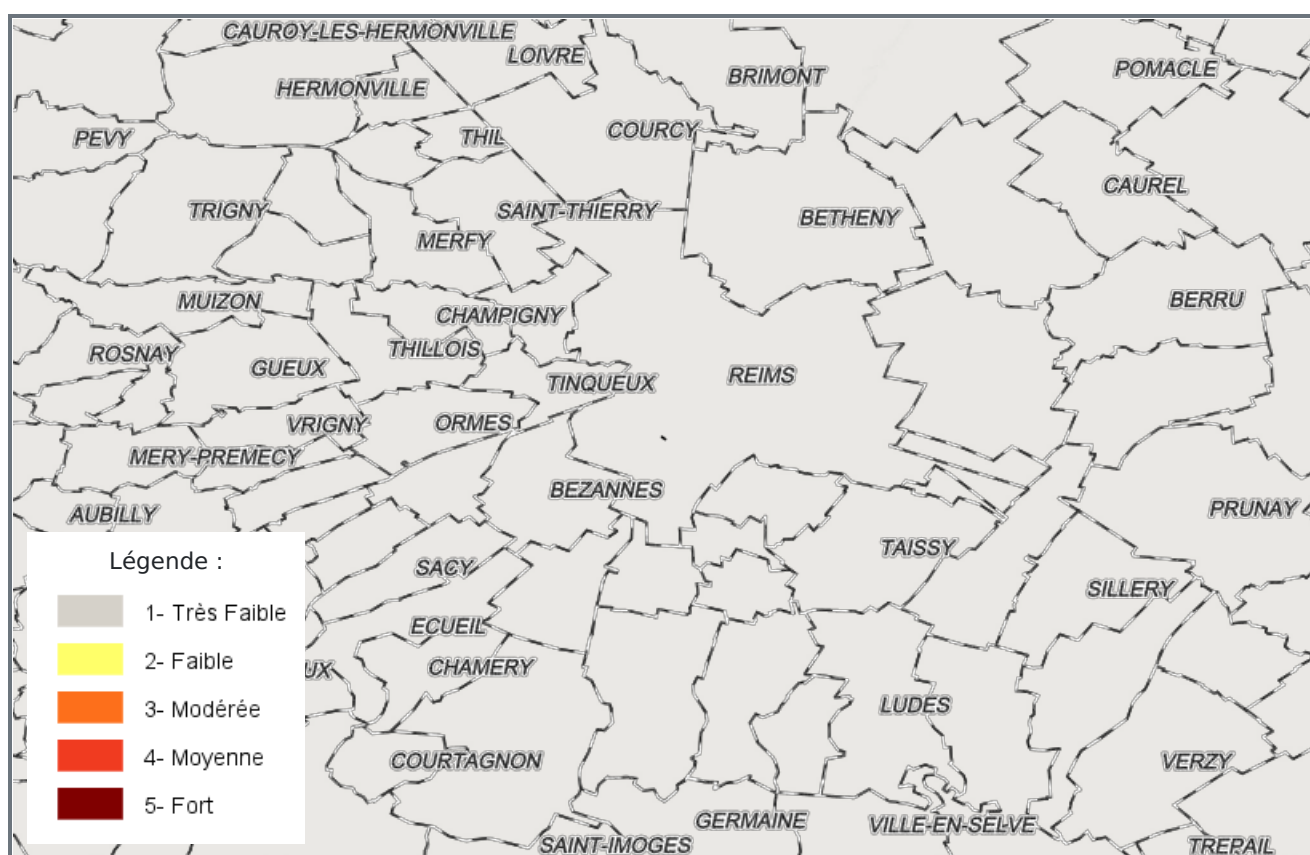 CAUROY-LES-HERMONVILLE
LOIVRE
BRIMONT
POMACLE
HERMONVILLE
PEVY
THIL
COURCY
CAUREL
TRIGNY
SAINT-THIERRY
BETHENY
MERFY
MUIZON
BERRU
CHAMPIGNY
ROSNAY
THILLOIS
GUEUX
TINQUEUX
REIMS
VRIGNY
ORMES
MERY-PREMECY
BEZANNES
AUBILLY
PRUNAY
TAISSY
Légende :
SACY
SILLERY
1- Très Faible
ECUEIL
2- Faible
UX
CHAMERY
3- Modérée
LUDES
4- Moyenne
COURTAGNON
VERZY
5- Fort
GERMAINE
VILLE-EN-SELVE
SAINT-IMOGES
TREPAIL